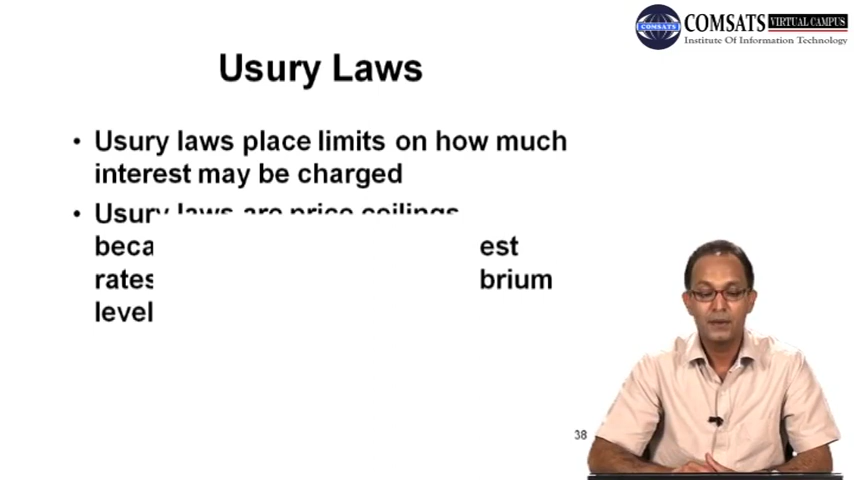 COMSATS VIRTUAL CAMPUS
COMSATS
Institute Of Information Technology
Usury Laws
• Usury laws place limits on how much
interest may be charged
• Usury laws are price ceilings
beca est
rates brium
level
38